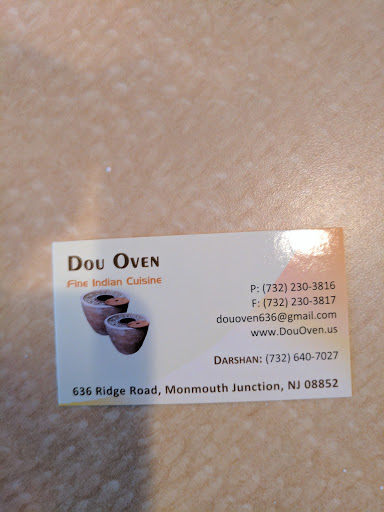 Dou Oven
Fine Indian Cuisine
P: (732) 230-3816
F: (732) 230-3817
douoven636@gmail.com
www.DouOven.us
Darshan: (732) 640-7027
636 Ridge Road, Monmouth Junction, NJ 08852